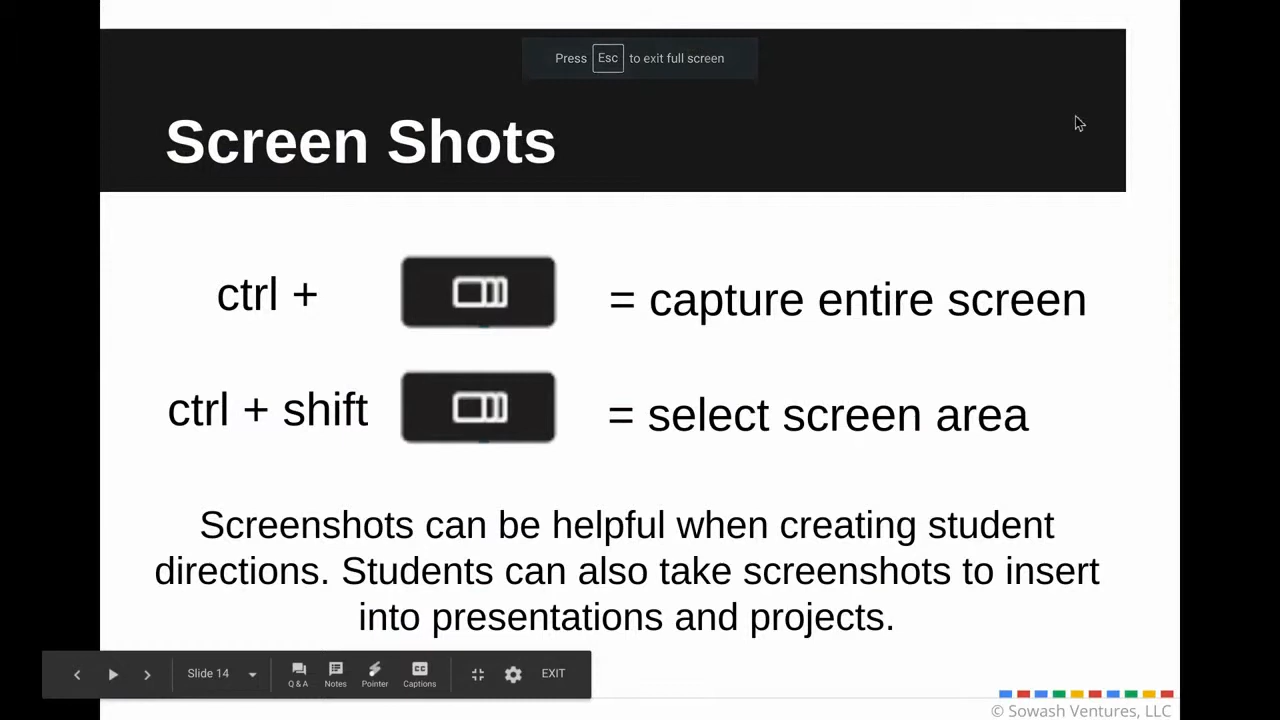 Press Esc to exit full screen
Screen Shots
ctrl + = capture entire screen
ctrl + shift = select screen area
Screenshots can be helpful when creating student
directions. Students can also take screenshots to insert
into presentations and projects.
Slide 14 Q & A Notes Pointer Captions EXIT
© Sowash Ventures, LLC